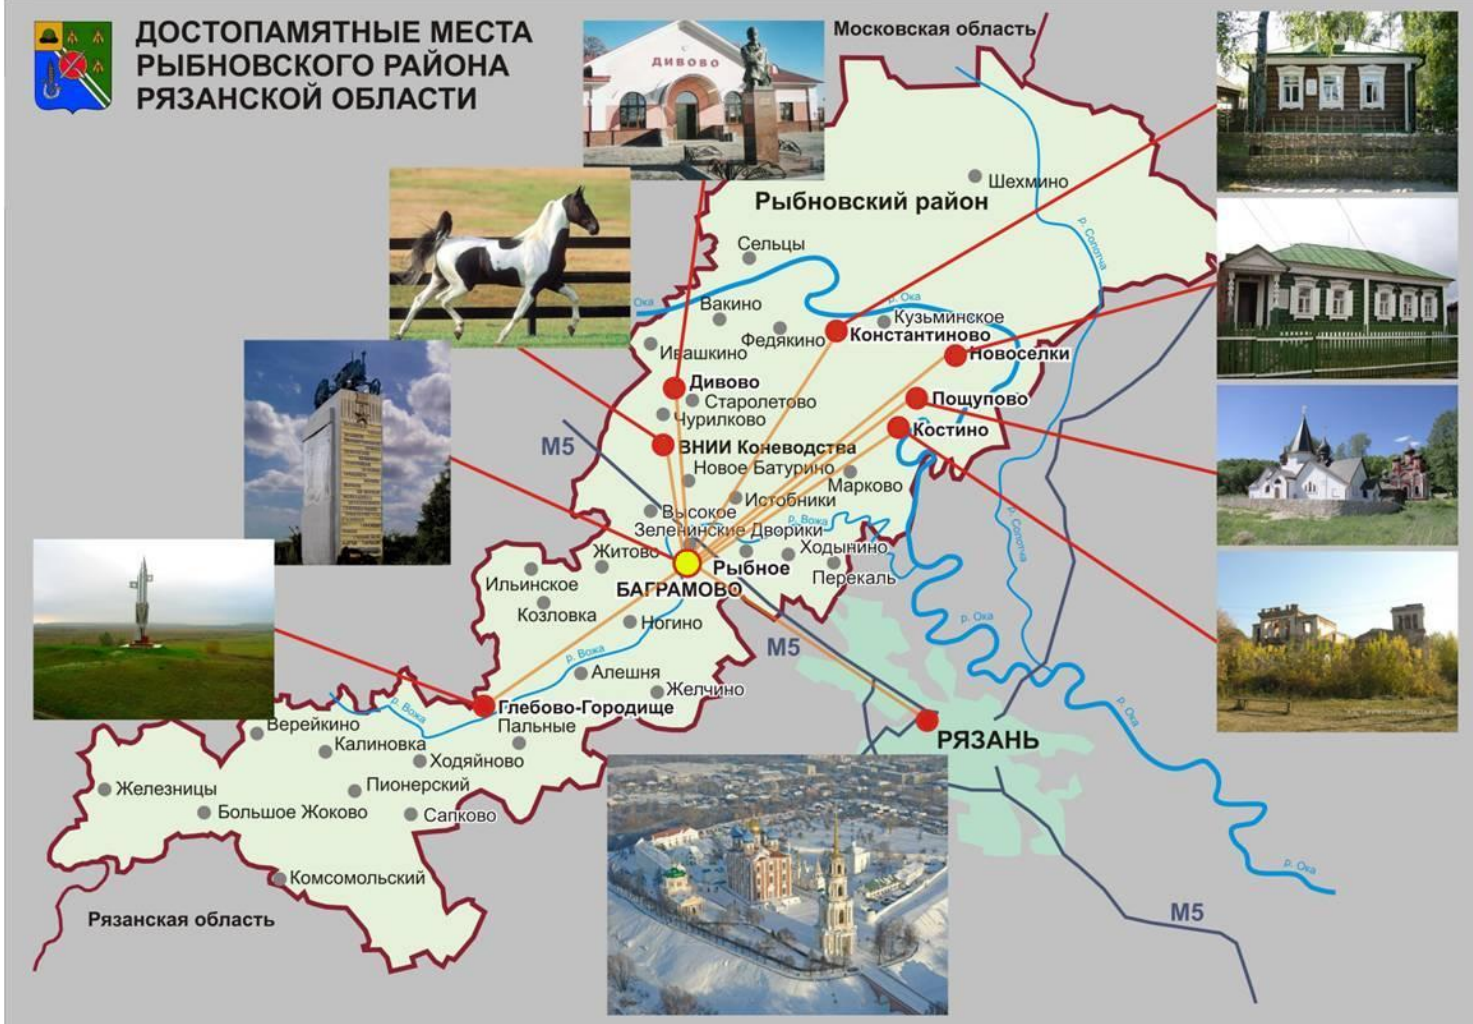 ДОСТОПАМЯТНЫЕ МЕСТА
РЫБНОВСКОГО РАЙОНА
РЯЗАНСКОЙ ОБЛАСТИ
ДИВОВО
Московская область
Шехмино
Рыбновский район
р. Солотча
Сельцы
Ока
Вакино
р. Ока
Кузьминское
Федякино
Константиново
Ивашкино
Новоселки
Дивово
Старолетово
Пощупово
Чурилково
Костино
М5
ВНИИ Коневодства
Новое Батурино
Марково
Истобники
Высокое
р. Вожа
р. Солотча
Зеленинские Дворики
Житово
Ходынино
Рыбное
Перекаль
Ильинское
БАГРАМОВО
Козловка
Ногино
р. Ока
М5
р. Вожа
Алешня
Желчино
р. Вожа
Глебово-Городище
р. Ока
Верейкино
Пальные
Калиновка
РЯЗАНЬ
Ходяйново
Железницы
Пионерский
Большое Жоково
Сапково
р. Ока
Комсомольский
Рязанская область
М5